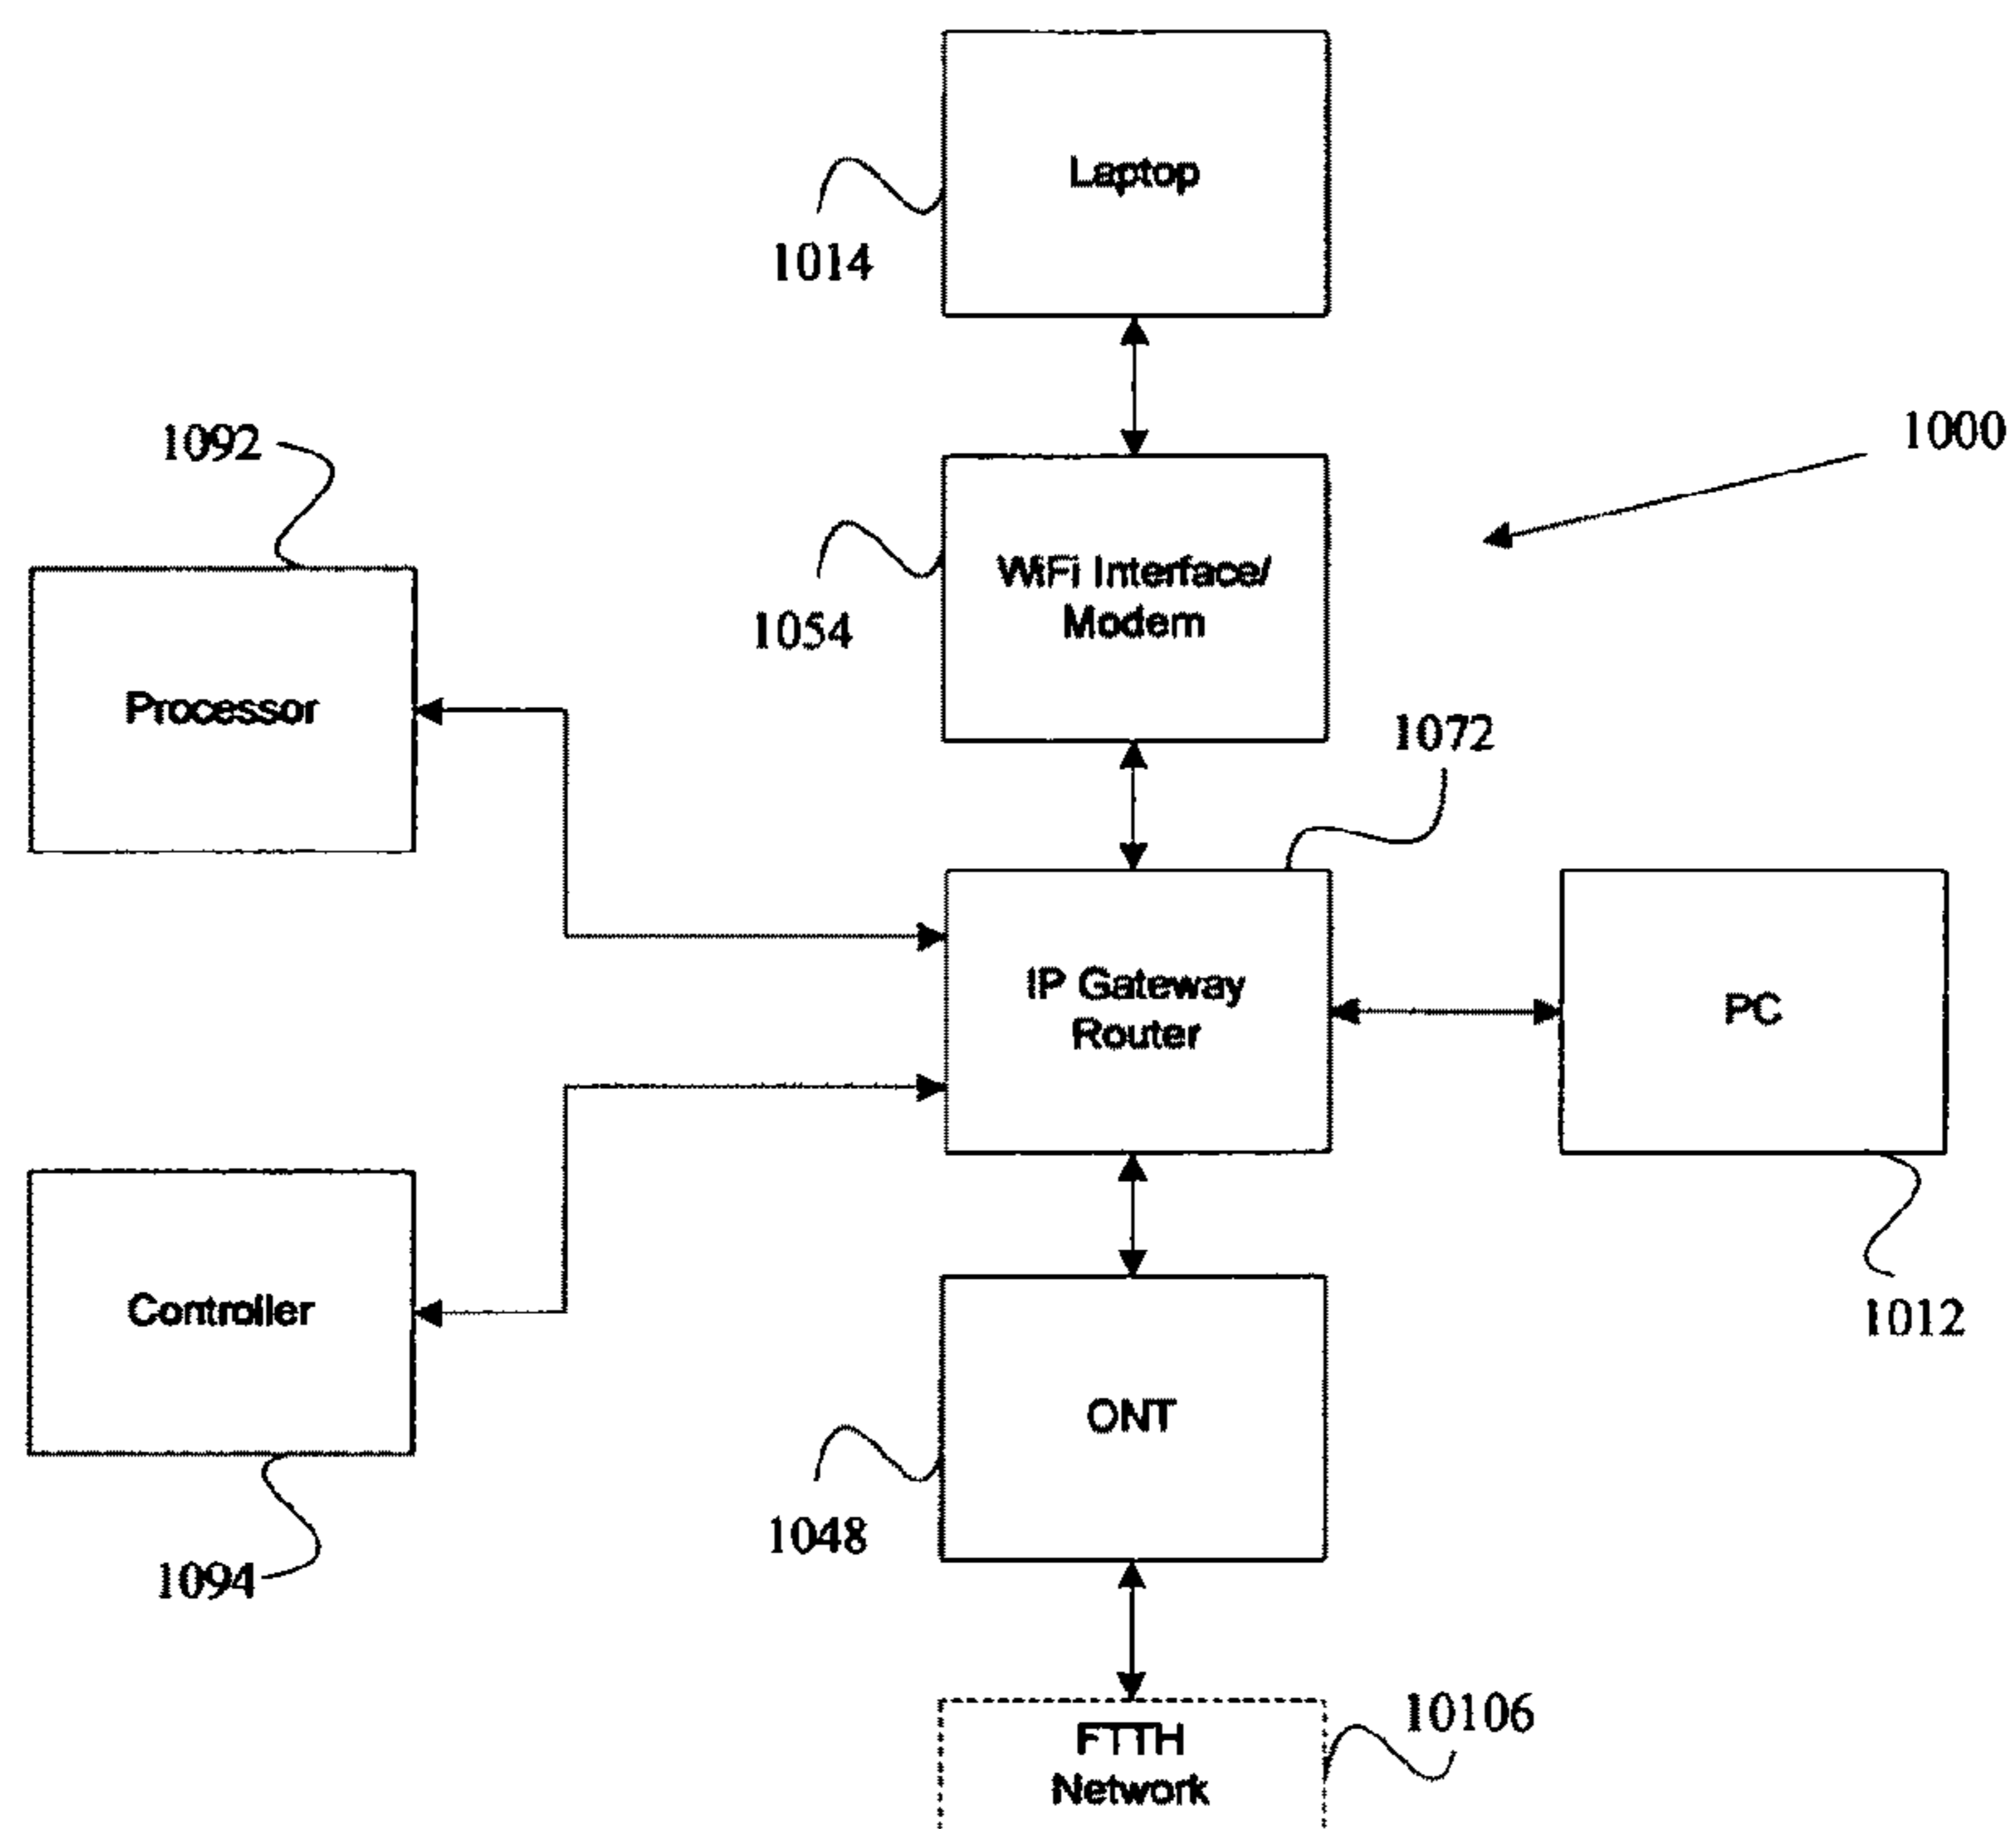 Laptop
1014
1092
1000
WiFi Interface/
Modem
1054
Processor
1072
IP Gateway
Router
PC
Controller
1012
ONT
1048
1094
10106
FTTH
Network